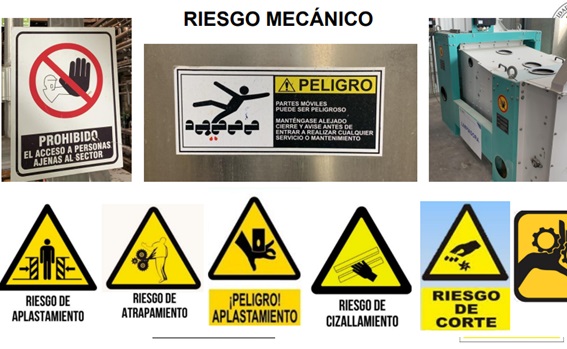 RIESGO MECÁNICO
PROHIBIDO
EL ACCESO A PERSONAS
AJENAS AL SECTOR
PELIGRO
PARTES MÓVILES
PUEDE SER PELIGROSO
MANTÉNGASE ALEJADO
CIERRE Y AVISE ANTES DE
ENTRAR A REALIZAR CUALQUIER
SERVICIO O MANTENIMIENTO
RIESGO DE
APLASTAMIENTO
RIESGO DE
ATRAPAMIENTO
¡PELIGRO!
APLASTAMIENTO
RIESGO DE
CIZALLAMIENTO
RIESGO
DE
CORTE